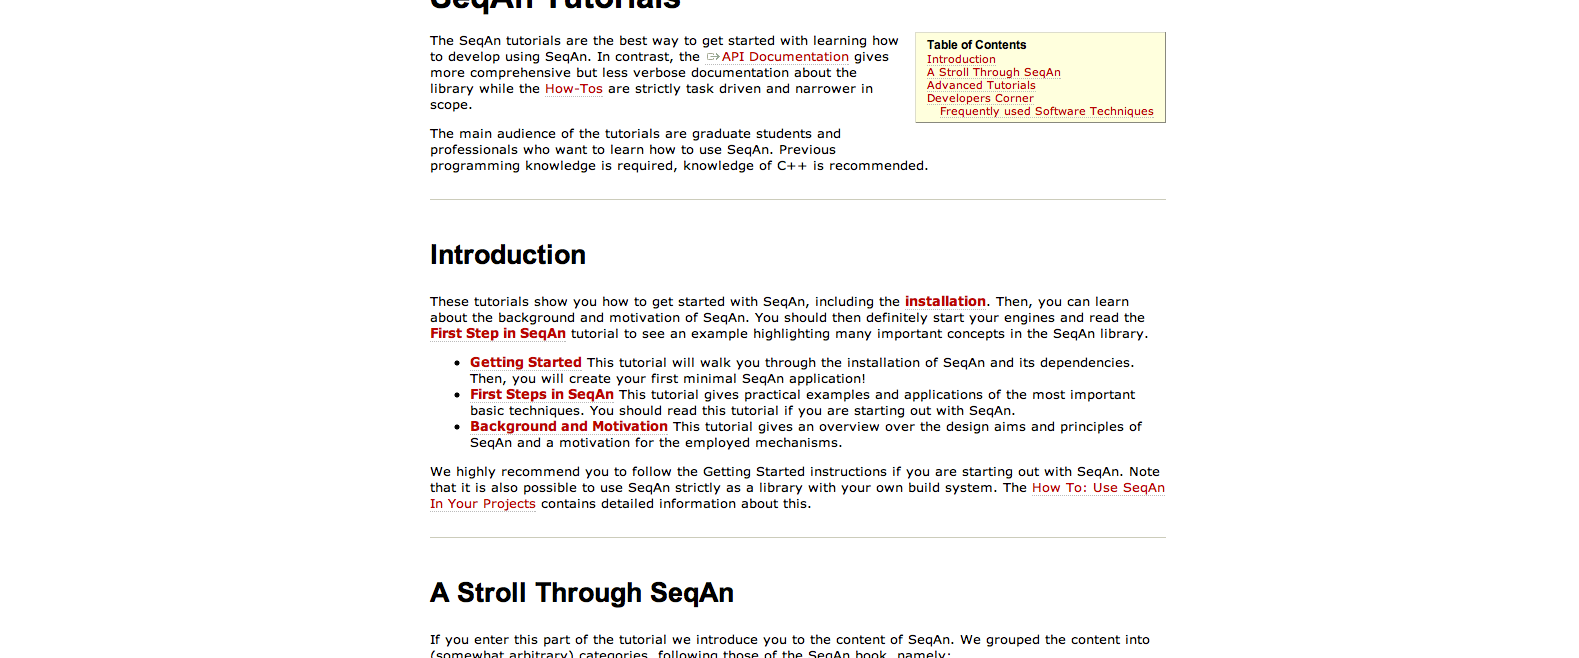 SeqAn Tutorials
The SeqAn tutorials are the best way to get started with learning how
to develop using SeqAn. In contrast, the API Documentation gives
more comprehensive but less verbose documentation about the
library while the How-Tos are strictly task driven and narrower in
scope.
Table of Contents
Introduction
A Stroll Through SeqAn
Advanced Tutorials
Developers Corner
Frequently used Software Techniques
The main audience of the tutorials are graduate students and
professionals who want to learn how to use SeqAn. Previous
programming knowledge is required, knowledge of C++ is recommended.
Introduction
These tutorials show you how to get started with SeqAn, including the installation. Then, you can learn
about the background and motivation of SeqAn. You should then definitely start your engines and read the
First Step in SeqAn tutorial to see an example highlighting many important concepts in the SeqAn library.
• Getting Started This tutorial will walk you through the installation of SeqAn and its dependencies.
Then, you will create your first minimal SeqAn application!
• First Steps in SeqAn This tutorial gives practical examples and applications of the most important
basic techniques. You should read this tutorial if you are starting out with SeqAn.
• Background and Motivation This tutorial gives an overview over the design aims and principles of
SeqAn and a motivation for the employed mechanisms.
We highly recommend you to follow the Getting Started instructions if you are starting out with SeqAn. Note
that it is also possible to use SeqAn strictly as a library with your own build system. The How To: Use SeqAn
In Your Projects contains detailed information about this.
A Stroll Through SeqAn
If you enter this part of the tutorial we introduce you to the content of SeqAn. We grouped the content into
(somewhat arbitrary) categories, following those of the SeqAn book, namely: